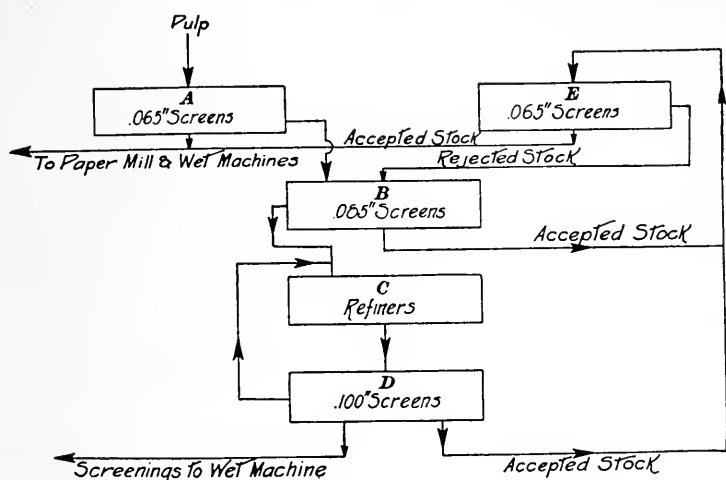 Pulp
A
.065" Screens
E
.065" Screens
Accepted Stock
To Paper Mill & Wet Machines
Rejected Stock
B
.085" Screens
Accepted Stock
C
Refiners
D
.100" Screens
Screenings to Wet Machine
Accepted Stock